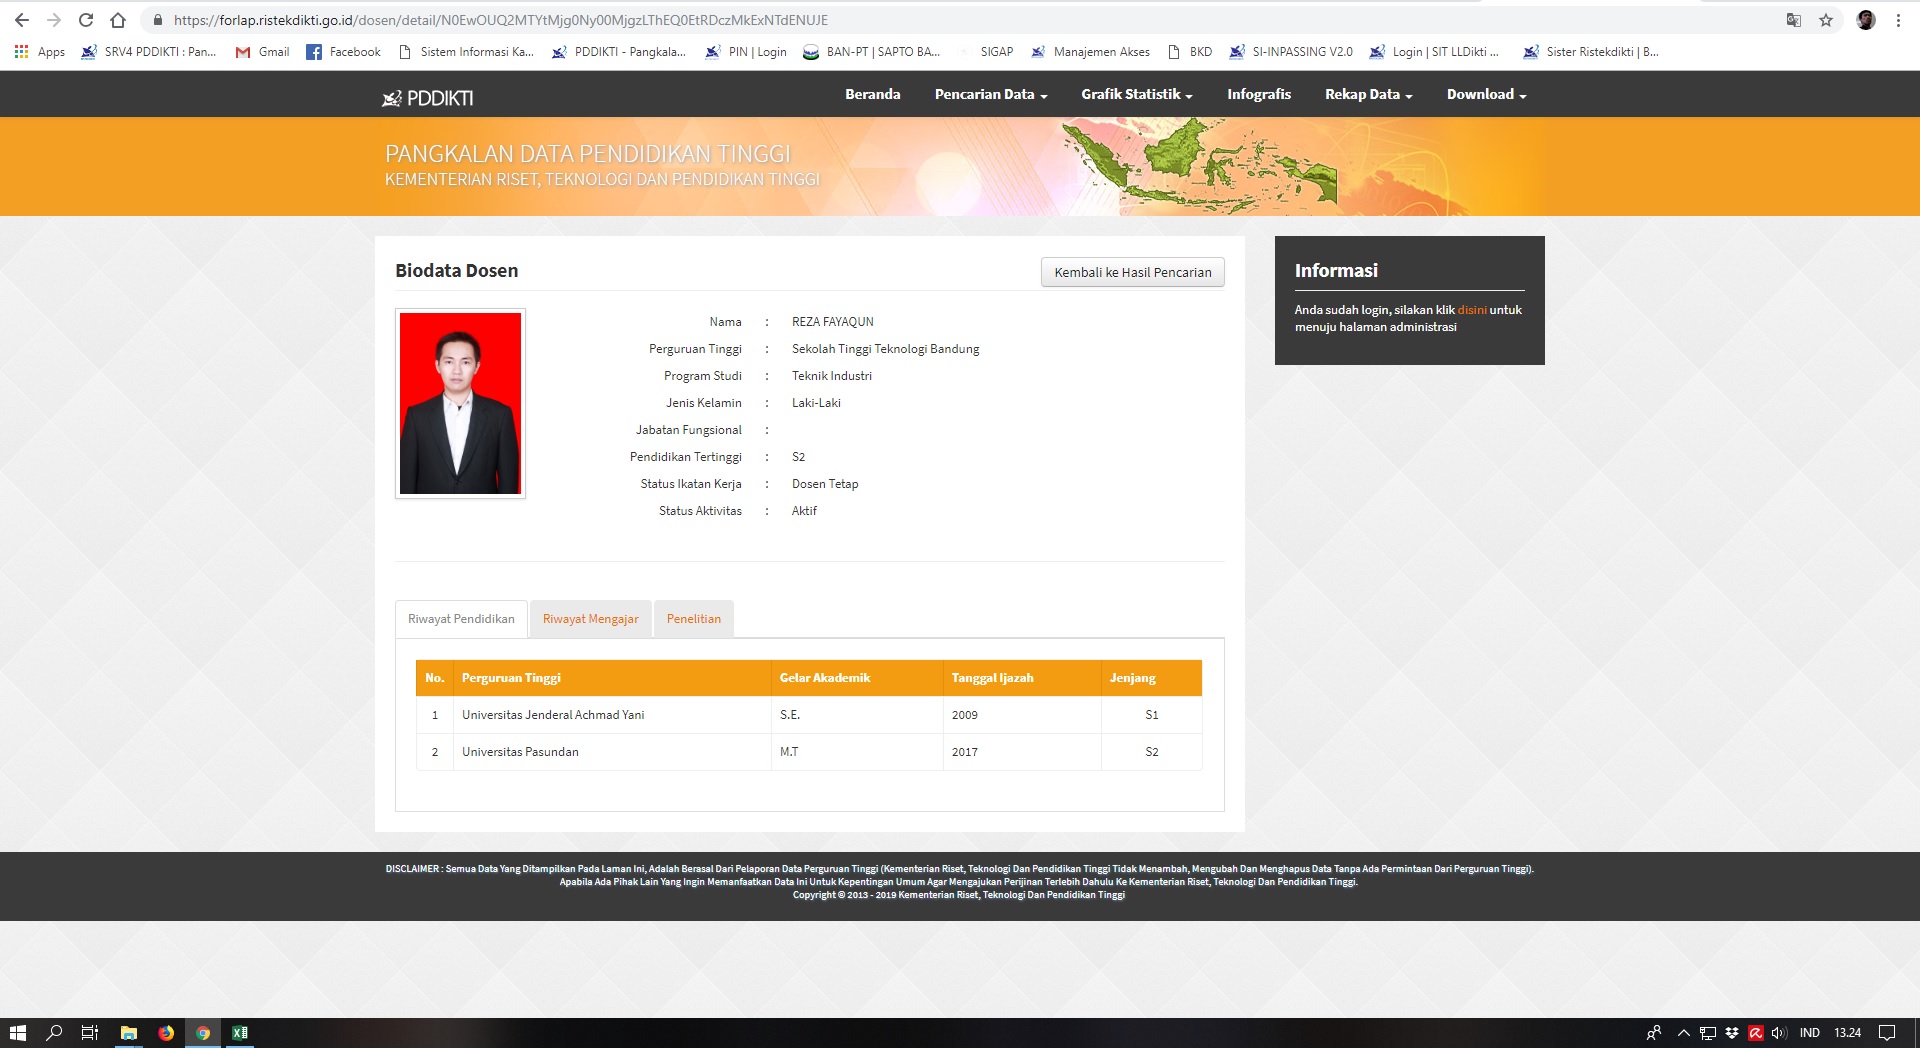 https://forlap.ristekdikti.go.id/dosen/detail/N0EwOUQ2MTYtMjg0Ny00MjgzLThEQ0EtRDczMkExNTdENUJE
Apps SRV4 PDDIKTI : Pan... Gmail Facebook Sistem Informasi Ka... PDDIKTI - Pangkala... PIN | Login BAN-PT | SAPTO BA... SIGAP Manajemen Akses BKD SI-INPASSING V2.0 Login | SIT LLDikti ... Sister Ristekdikti | B...
PDDIKTI Beranda Pencarian Data Grafik Statistik Infografis Rekap Data Download
PANGKALAN DATA PENDIDIKAN TINGGI
KEMENTERIAN RISET, TEKNOLOGI DAN PENDIDIKAN TINGGI
Biodata Dosen
Kembali ke Hasil Pencarian
Nama : REZA FAYAQUN
Perguruan Tinggi : Sekolah Tinggi Teknologi Bandung
Program Studi : Teknik Industri
Jenis Kelamin : Laki-Laki
Jabatan Fungsional :
Pendidikan Tertinggi : S2
Status Ikatan Kerja : Dosen Tetap
Status Aktivitas : Aktif
Informasi
Anda sudah login, silakan klik disini untuk
menuju halaman administrasi
Riwayat Pendidikan Riwayat Mengajar Penelitian
No. Perguruan Tinggi Gelar Akademik Tanggal Ijazah Jenjang
1 Universitas Jenderal Achmad Yani S.E. 2009 S1
2 Universitas Pasundan M.T 2017 S2
DISCLAIMER : Semua Data Yang Ditampilkan Pada Laman Ini, Adalah Berasal Dari Pelaporan Data Perguruan Tinggi (Kementerian Riset, Teknologi Dan Pendidikan Tinggi Tidak Menambah, Mengubah Dan Menghapus Data Tanpa Ada Permintaan Dari Perguruan Tinggi).
Apabila Ada Pihak Lain Yang Ingin Memanfaatkan Data Ini Untuk Kepentingan Umum Agar Mengajukan Perijinan Terlebih Dahulu Ke Kementerian Riset, Teknologi Dan Pendidikan Tinggi.
Copyright © 2013 - 2019 Kementerian Riset, Teknologi Dan Pendidikan Tinggi
IND 13.24